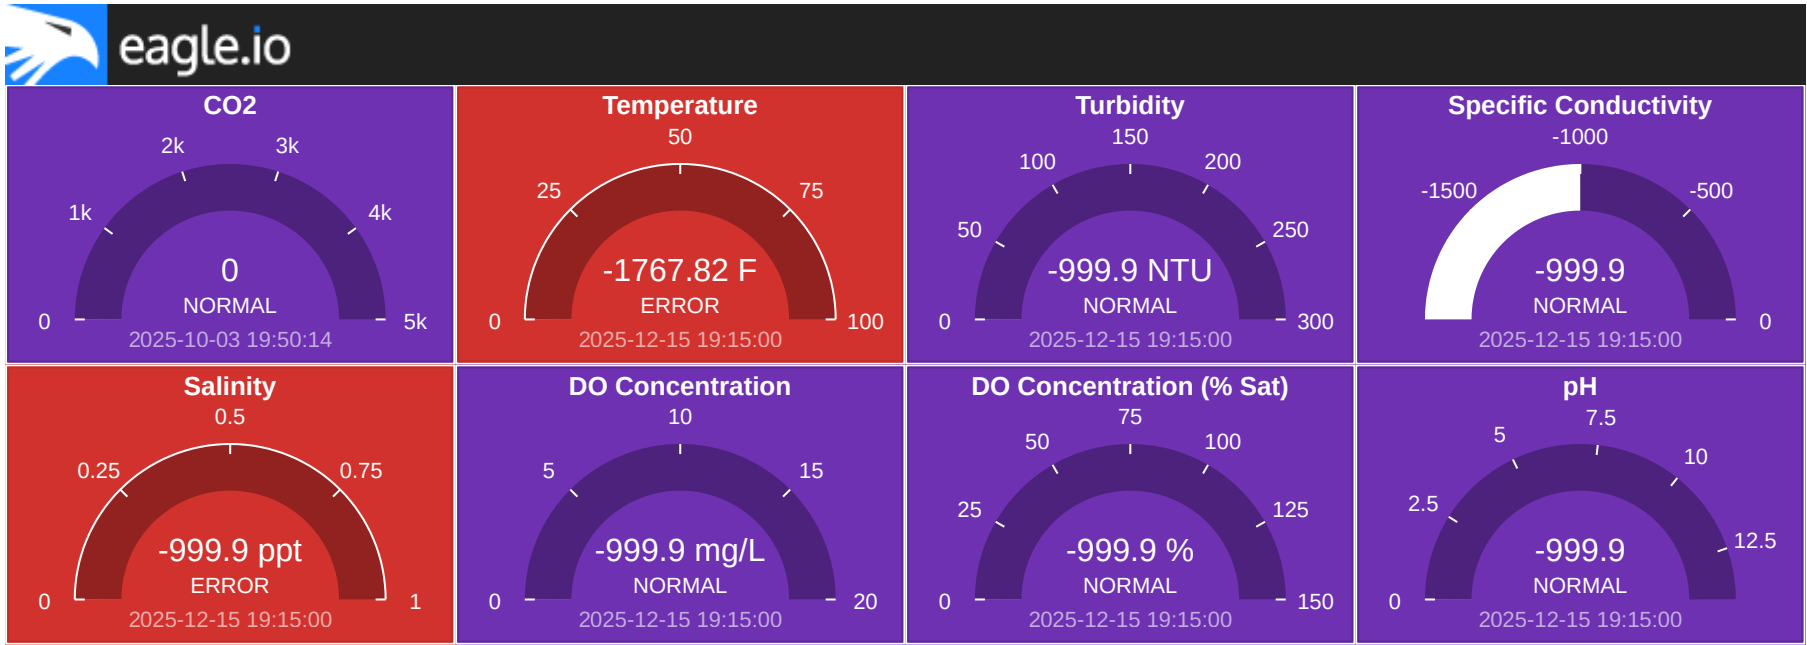 eagle.io
CO2
2k 3k
1k 4k
0
NORMAL
0 5k
2025-10-03 19:50:14
Temperature
50
25 75
-1767.82 F
ERROR
0 100
2025-12-15 19:15:00
Turbidity
150
100 200
50 250
-999.9 NTU
NORMAL
0 300
2025-12-15 19:15:00
Specific Conductivity
-1000
-1500 -500
-999.9
NORMAL
0
2025-12-15 19:15:00
Salinity
0.5
0.25 0.75
-999.9 ppt
ERROR
0 1
2025-12-15 19:15:00
DO Concentration
10
5 15
-999.9 mg/L
NORMAL
0 20
2025-12-15 19:15:00
DO Concentration (% Sat)
75
50 100
25 125
-999.9 %
NORMAL
0 150
2025-12-15 19:15:00
pH
7.5
5 10
2.5 12.5
-999.9
NORMAL
0
2025-12-15 19:15:00